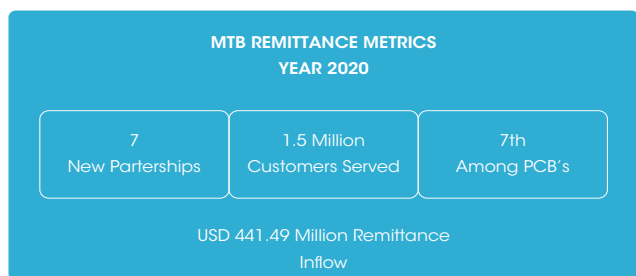 MTB REMITTANCE METRICS
YEAR 2020
7
New Parterships
1.5 Million
Customers Served
7th
Among PCB's
USD 441.49 Million Remittance
Inflow